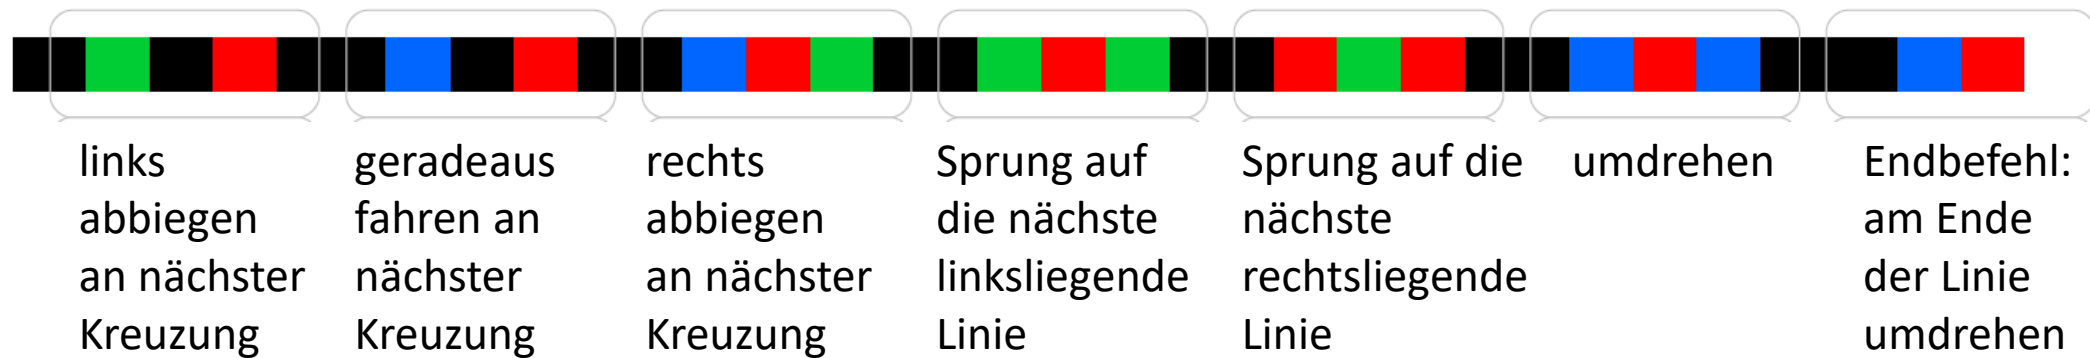 links
abbiegen
an nächster
Kreuzung
geradeaus
fahren an
nächster
Kreuzung
rechts
abbiegen
an nächster
Kreuzung
Sprung auf
die nächste
linksliegende
Linie
Sprung auf die
nächste
rechtsliegende
Linie
umdrehen
Endbefehl:
am Ende
der Linie
umdrehen